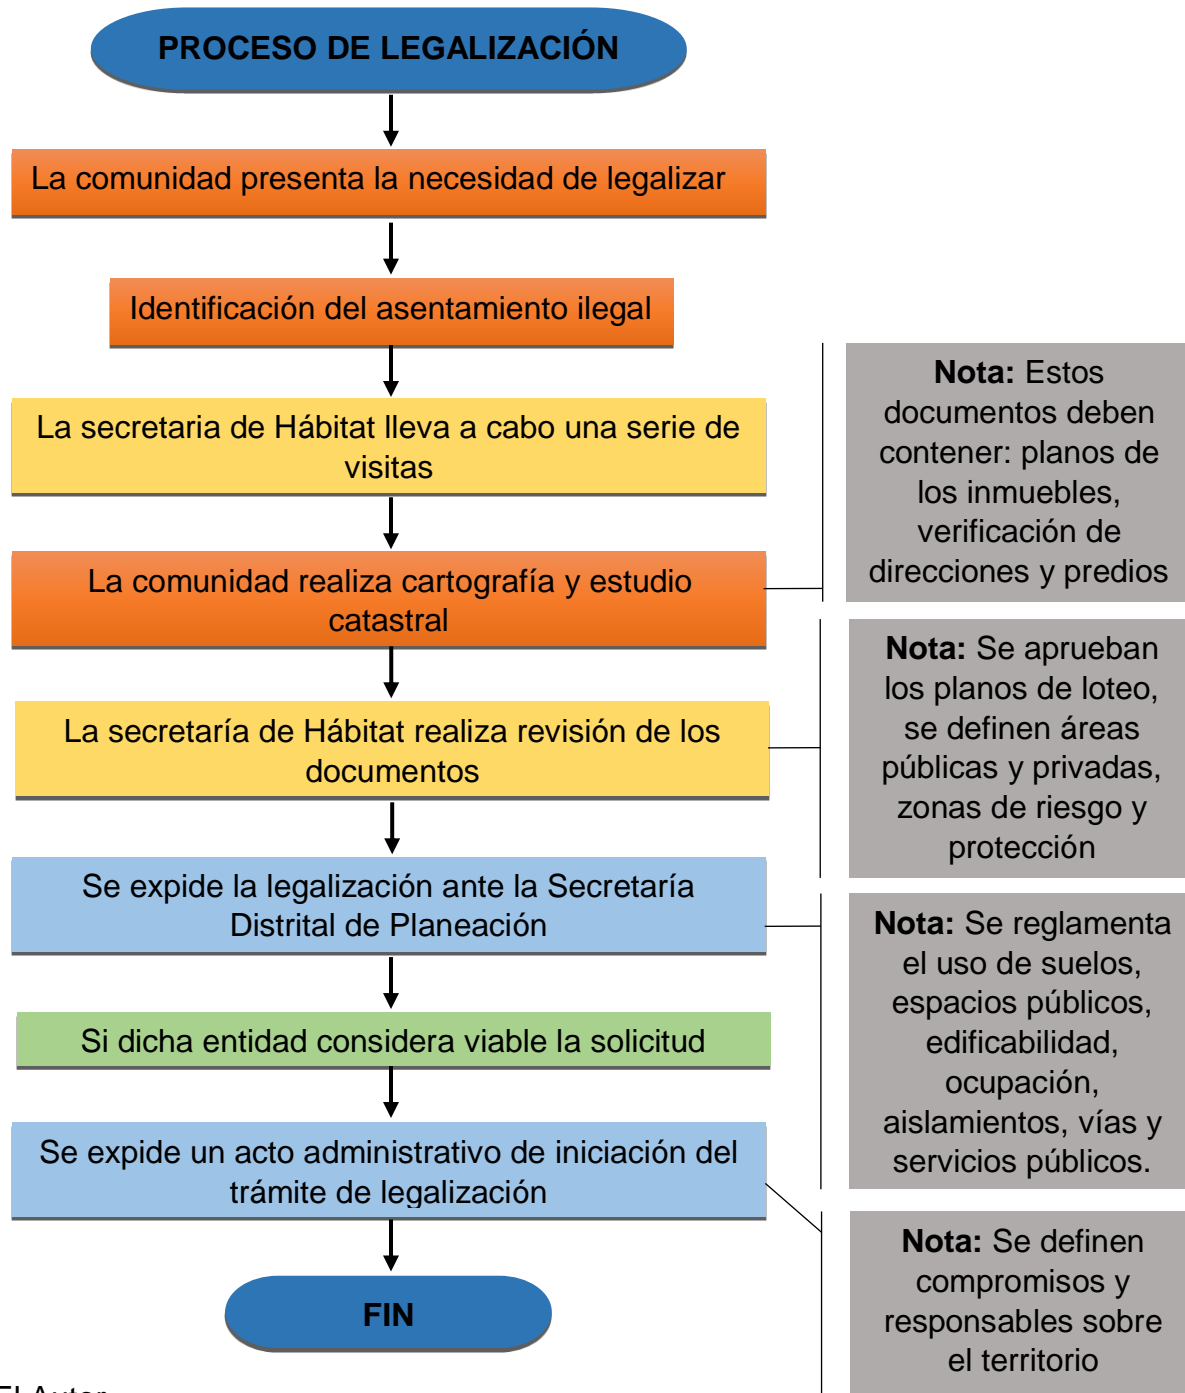 PROCESO DE LEGALIZACIÓN
La comunidad presenta la necesidad de legalizar
Identificación del asentamiento ilegal
La secretaria de Hábitat lleva a cabo una serie de
visitas
La comunidad realiza cartografía y estudio
catastral
Nota: Estos
documentos deben
contener: planos de
los inmuebles,
verificación de
direcciones y predios
La secretaría de Hábitat realiza revisión de los
documentos
Nota: Se aprueban
los planos de loteo,
se definen áreas
públicas y privadas,
zonas de riesgo y
protección
Se expide la legalización ante la Secretaría
Distrital de Planeación
Nota: Se reglamenta
el uso de suelos,
espacios públicos,
edificabilidad,
ocupación,
aislamientos, vías y
servicios públicos.
Si dicha entidad considera viable la solicitud
Se expide un acto administrativo de iniciación del
trámite de legalización
Nota: Se definen
compromisos y
responsables sobre
el territorio
FIN
El Autor